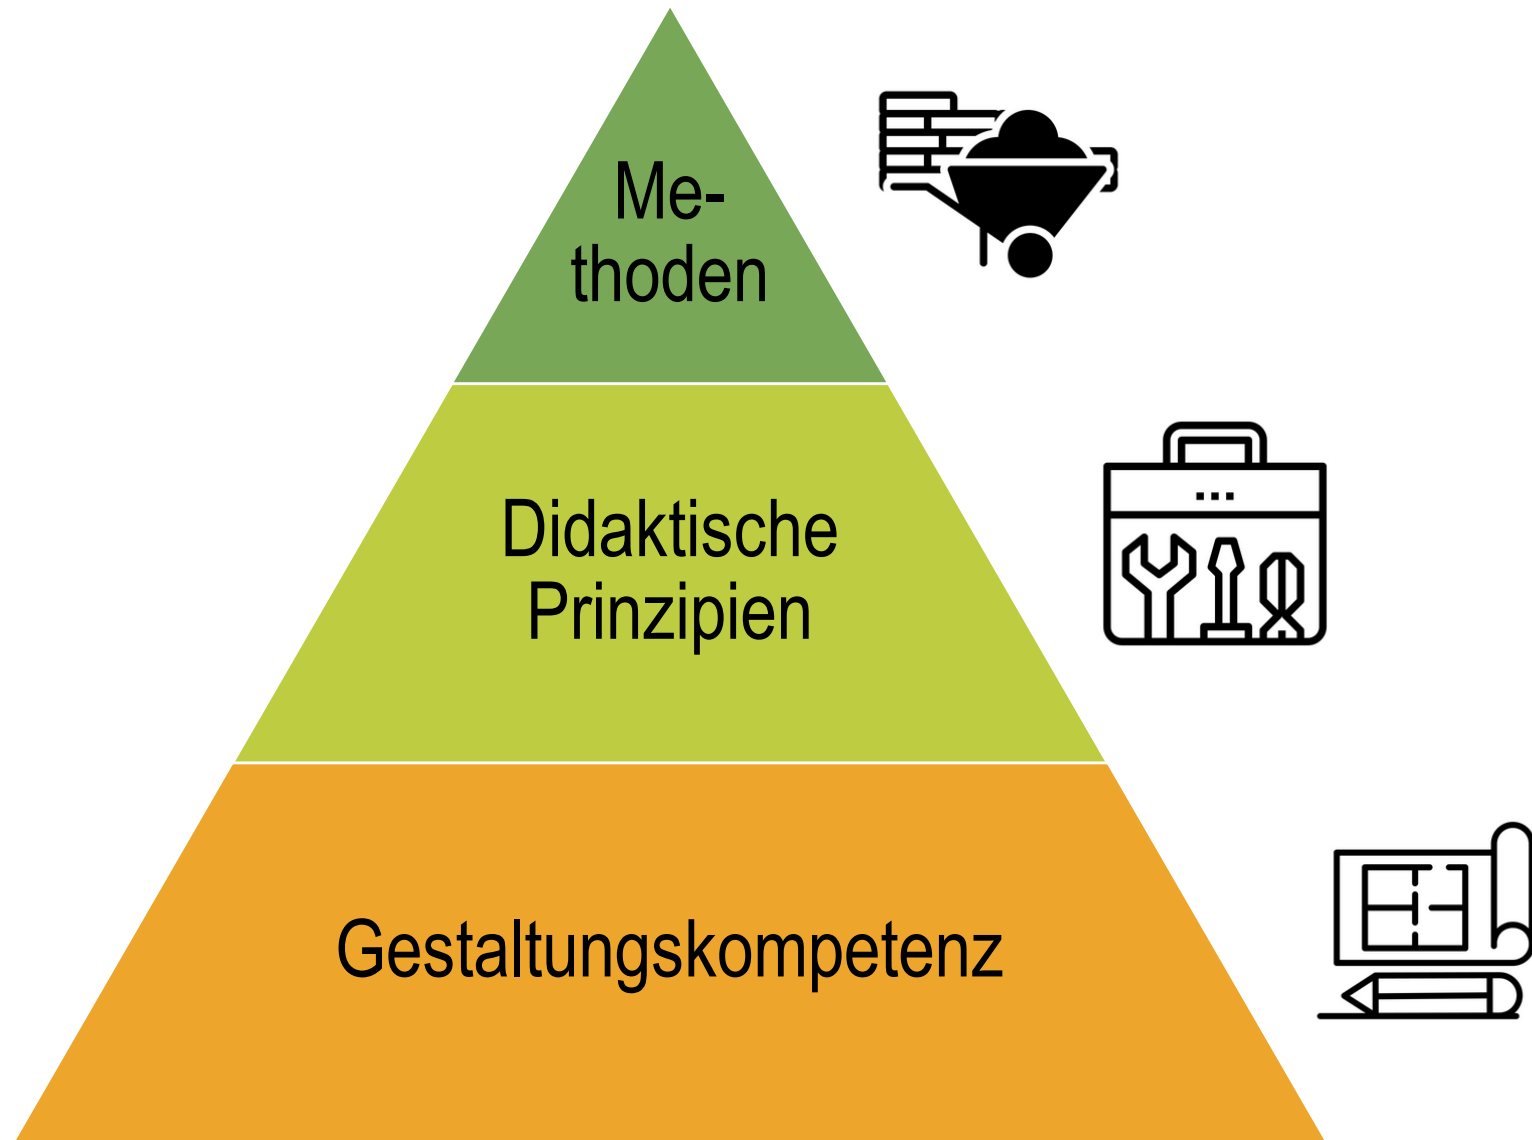 Me-
thoden
Didaktische
Prinzipien
Gestaltungskompetenz